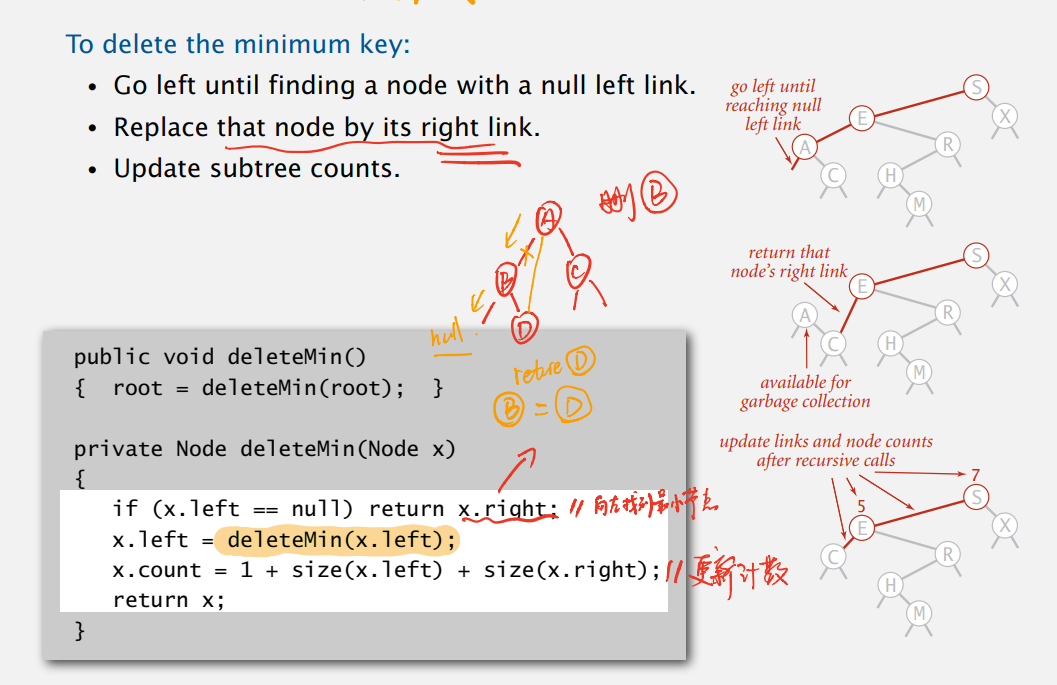 To delete the minimum key:
• Go left until finding a node with a null left link.
• Replace that node by its right link.
• Update subtree counts.
A
B
B
C
D
null
return D
B = D
public void deleteMin()
{ root = deleteMin(root); }
private Node deleteMin(Node x)
{
if (x.left == null) return x.right; // 向左找到最小节点
x.left = deleteMin(x.left);
x.count = 1 + size(x.left) + size(x.right); // 更新计数
return x;
}
go left until
reaching null
left link
S
E
X
A
R
C
H
M
return that
node's right link
S
E
X
A
R
C
H
M
available for
garbage collection
update links and node counts
after recursive calls
7
5
S
E
X
C
R
H
M